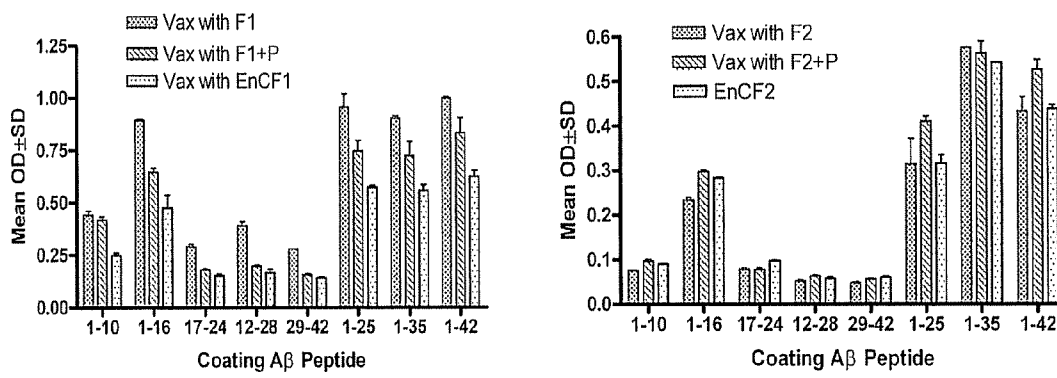 Vax with F1
Vax with F1+P
Vax with EnCF1
Mean OD±SD
1.25
1.00
0.75
0.50
0.25
0.00
1-10 1-16 17-24 12-28 29-42 1-25 1-35 1-42
Coating Aβ Peptide
Vax with F2
Vax with F2+P
EnCF2
Mean OD±SD
0.6
0.5
0.4
0.3
0.2
0.1
0.0
1-10 1-16 17-24 12-28 29-42 1-25 1-35 1-42
Coating Aβ Peptide